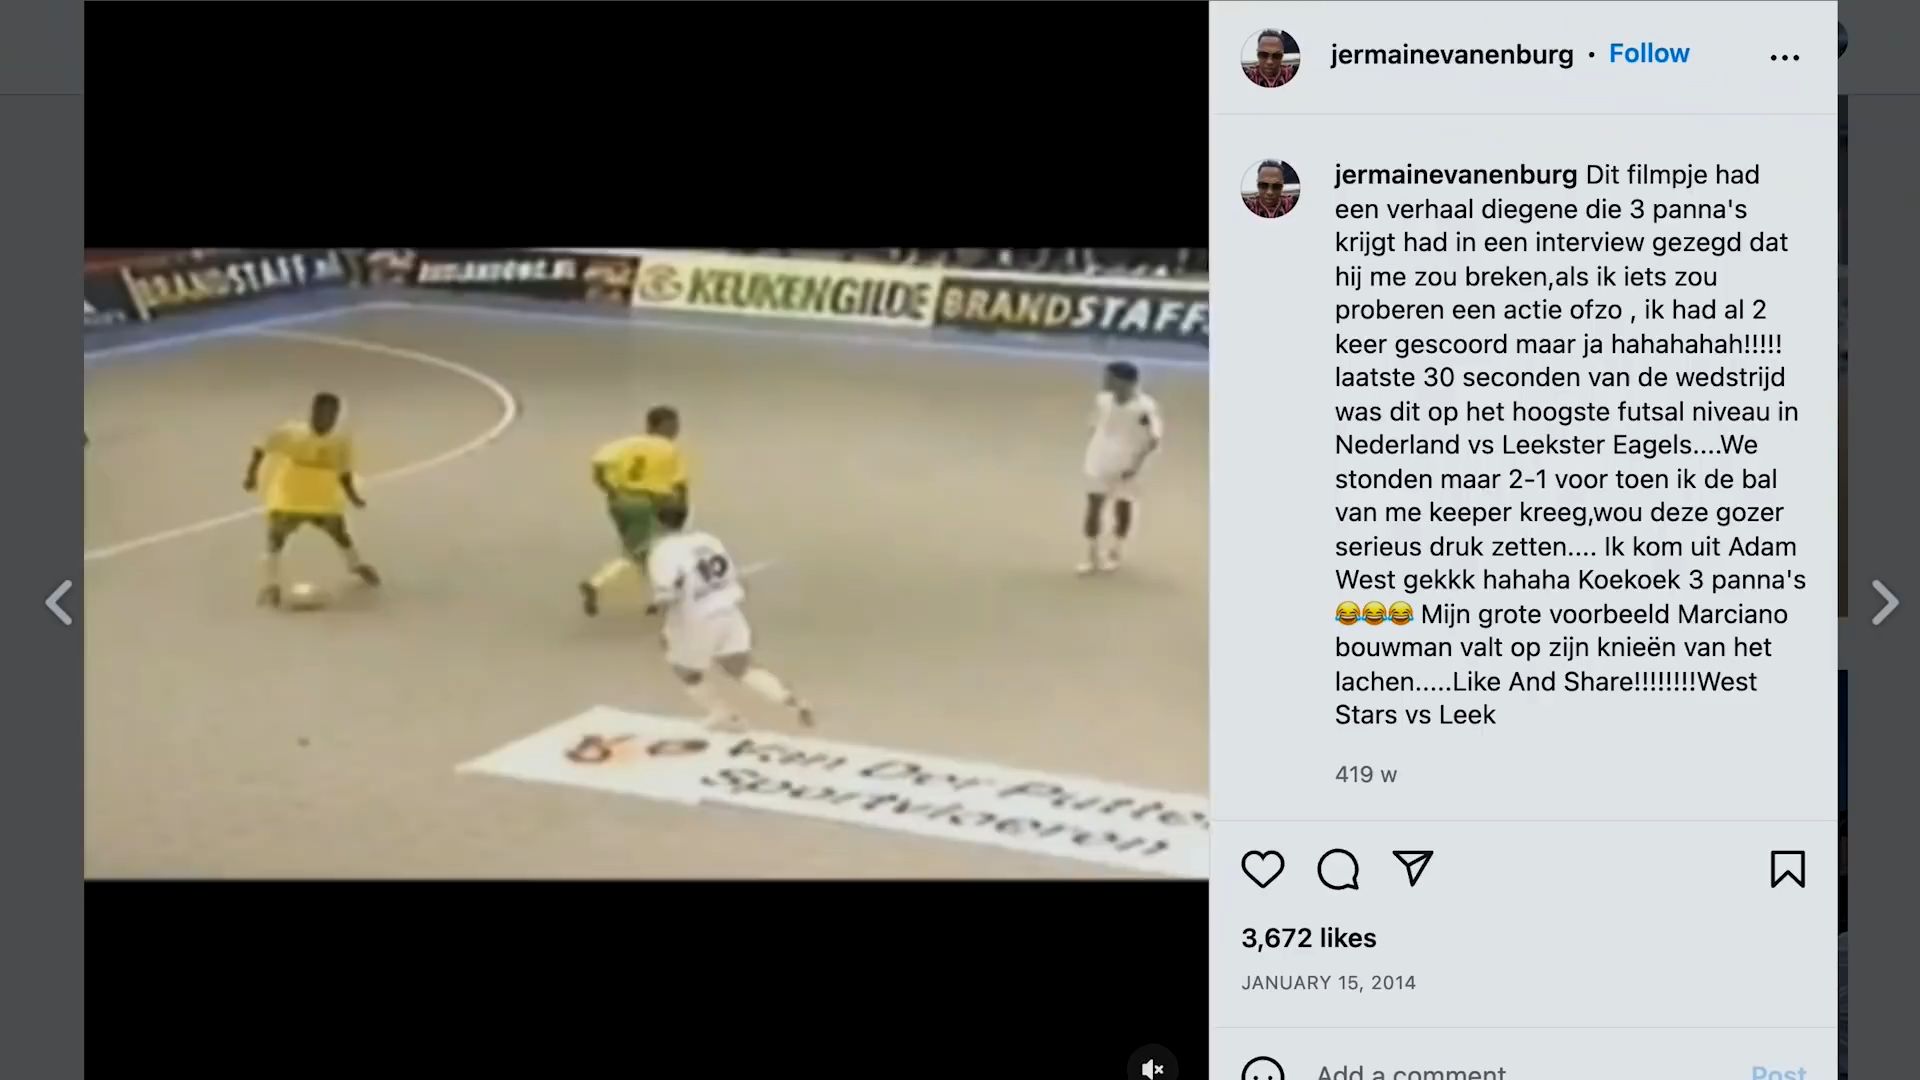 jermainevanenburg • Follow
jermainevanenburg Dit filmpje had
een verhaal diegene die 3 panna's
krijgt had in een interview gezegd dat
hij me zou breken,als ik iets zou
proberen een actie ofzo , ik had al 2
keer gescoord maar ja hahahahah!!!!!
laatste 30 seconden van de wedstrijd
was dit op het hoogste futsal niveau in
Nederland vs Leekster Eagels....We
stonden maar 2-1 voor toen ik de bal
van me keeper kreeg,wou deze gozer
serieus druk zetten.... Ik kom uit Adam
West gekkk hahaha Koekoek 3 panna's
😂😂😂 Mijn grote voorbeeld Marciano
bouwman valt op zijn knieën van het
lachen.....Like And Share!!!!!!!!West
Stars vs Leek
419 w
3,672 likes
JANUARY 15, 2014
Add a comment
Post
BRANDSTAFF.nl
KEUKENGILDE
BRANDSTAFF
2
10
Van Der Putte
Sportvloeren